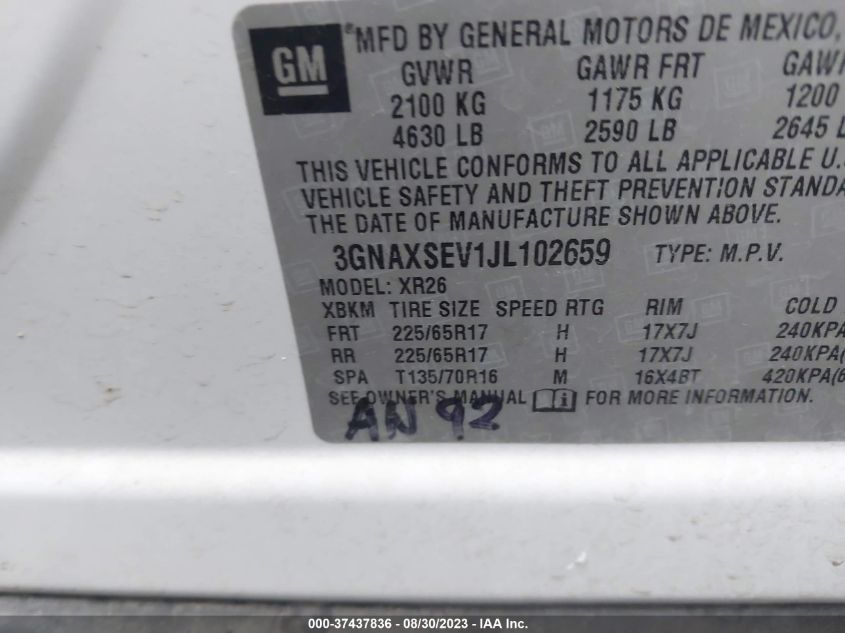 GM
MFD BY GENERAL MOTORS DE MEXICO,
GVWR GAWR FRT GAWR
2100 KG 1175 KG 1200
4630 LB 2590 LB 2645 L
THIS VEHICLE CONFORMS TO ALL APPLICABLE U.S
VEHICLE SAFETY AND THEFT PREVENTION STANDA
THE DATE OF MANUFACTURE SHOWN ABOVE.
3GNAXSEV1JL102659 TYPE: M.P.V.
MODEL: XR26
XBKM TIRE SIZE SPEED RTG RIM COLD
FRT 225/65R17 H 17X7J 240KPA
RR 225/65R17 H 17X7J 240KPA(
SPA T135/70R16 M 16X4BT 420KPA(6
SEE OWNER'S MANUAL i FOR MORE INFORMATION.
AN 92
000-37437836 - 08/30/2023 - IAA Inc.